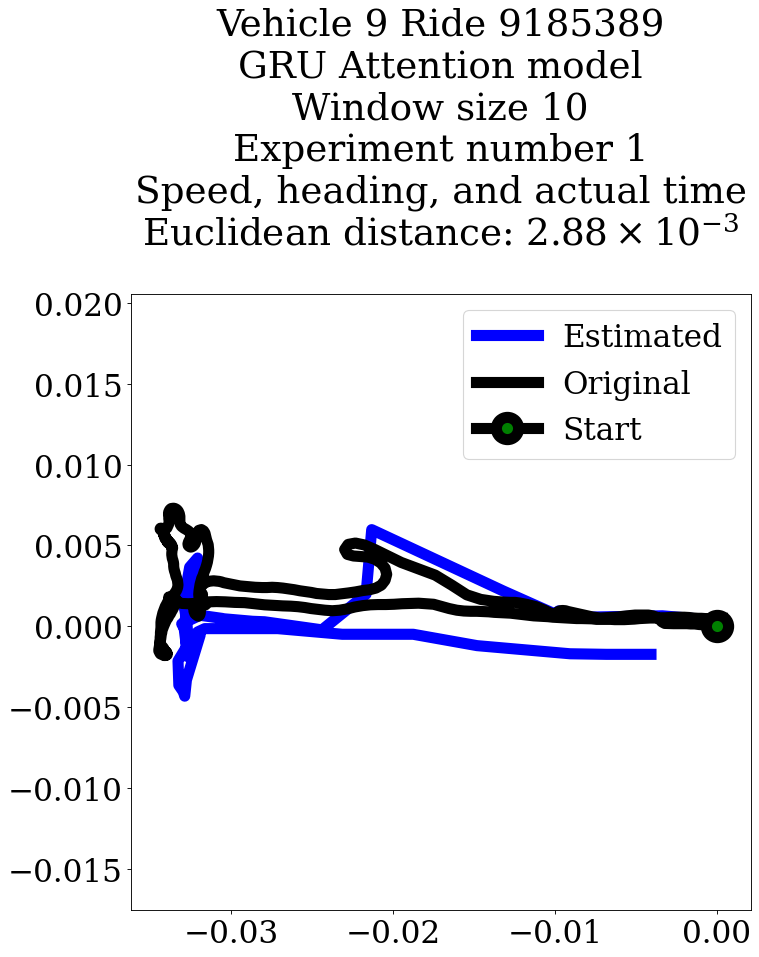 Vehicle 9 Ride 9185389
GRU Attention model
Window size 10
Experiment number 1
Speed, heading, and actual time
Euclidean distance: 2.88 × 10⁻³
0.020
Estimated
0.015
Original
Start
0.010
0.005
0.000
−0.005
−0.010
−0.015
−0.03 −0.02 −0.01 0.00